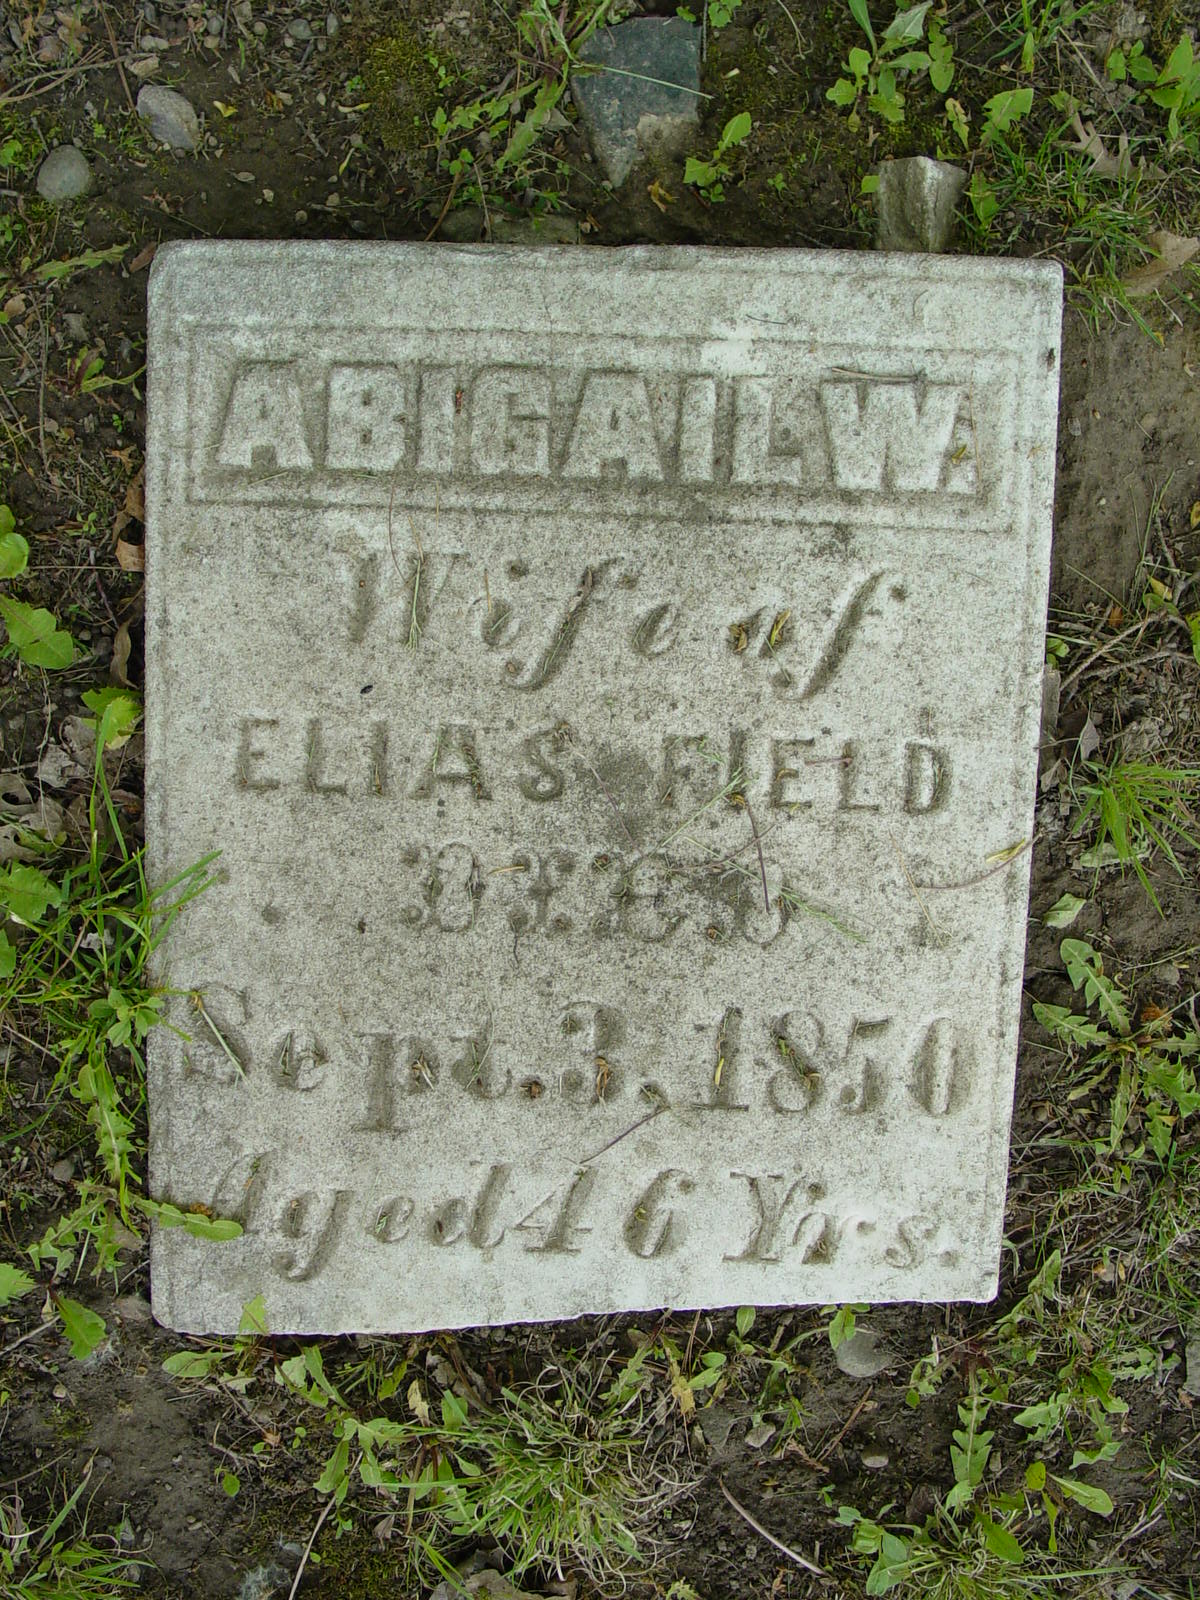 ABIGAIL W.
Wife of
ELIAS FIELD
DIED
Sept. 3, 1850
Aged 46 Yrs.